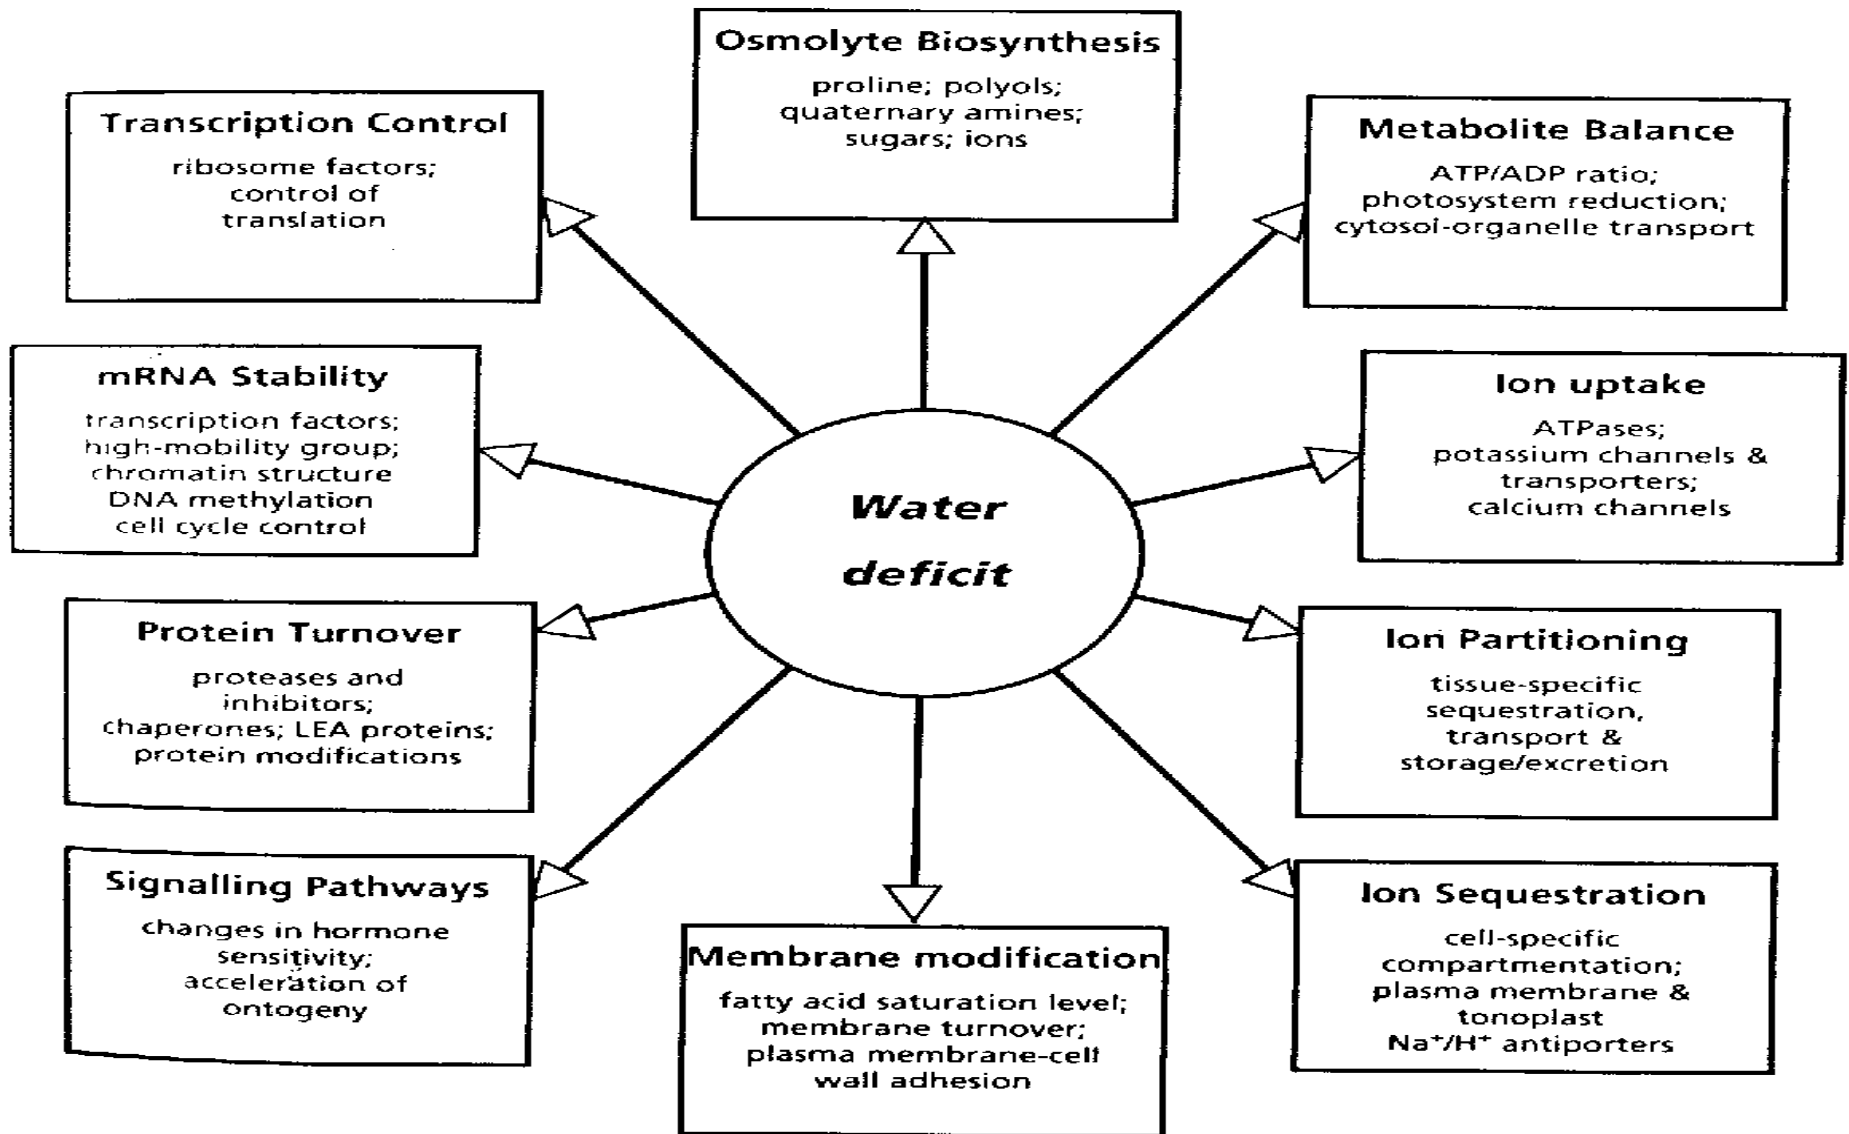 Osmolyte Biosynthesis
proline; polyols;
quaternary amines;
sugars; ions
Transcription Control
ribosome factors;
control of
translation
Metabolite Balance
ATP/ADP ratio;
photosystem reduction;
cytosol-organelle transport
mRNA Stability
transcription factors;
high-mobility group;
chromatin structure
DNA methylation
cell cycle control
Ion uptake
ATPases;
potassium channels &
transporters;
calcium channels
Water
deficit
Protein Turnover
proteases and
inhibitors;
chaperones; LEA proteins;
protein modifications
Ion Partitioning
tissue-specific
sequestration,
transport &
storage/excretion
Signalling Pathways
changes in hormone
sensitivity;
acceleration of
ontogeny
Membrane modification
fatty acid saturation level;
membrane turnover;
plasma membrane-cell
wall adhesion
Ion Sequestration
cell-specific
compartmentation;
plasma membrane &
tonoplast
Na⁺/H⁺ antiporters